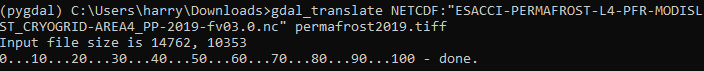 (pygdal) C:\Users\harry\Downloads>gdal_translate NETCDF:"ESACCI-PERMAFROST-L4-PFR-MODISL
ST_CRYOGRID-AREA4_PP-2019-fv03.0.nc" permafrost2019.tiff
Input file size is 14762, 10353
0...10...20...30...40...50...60...70...80...90...100 - done.